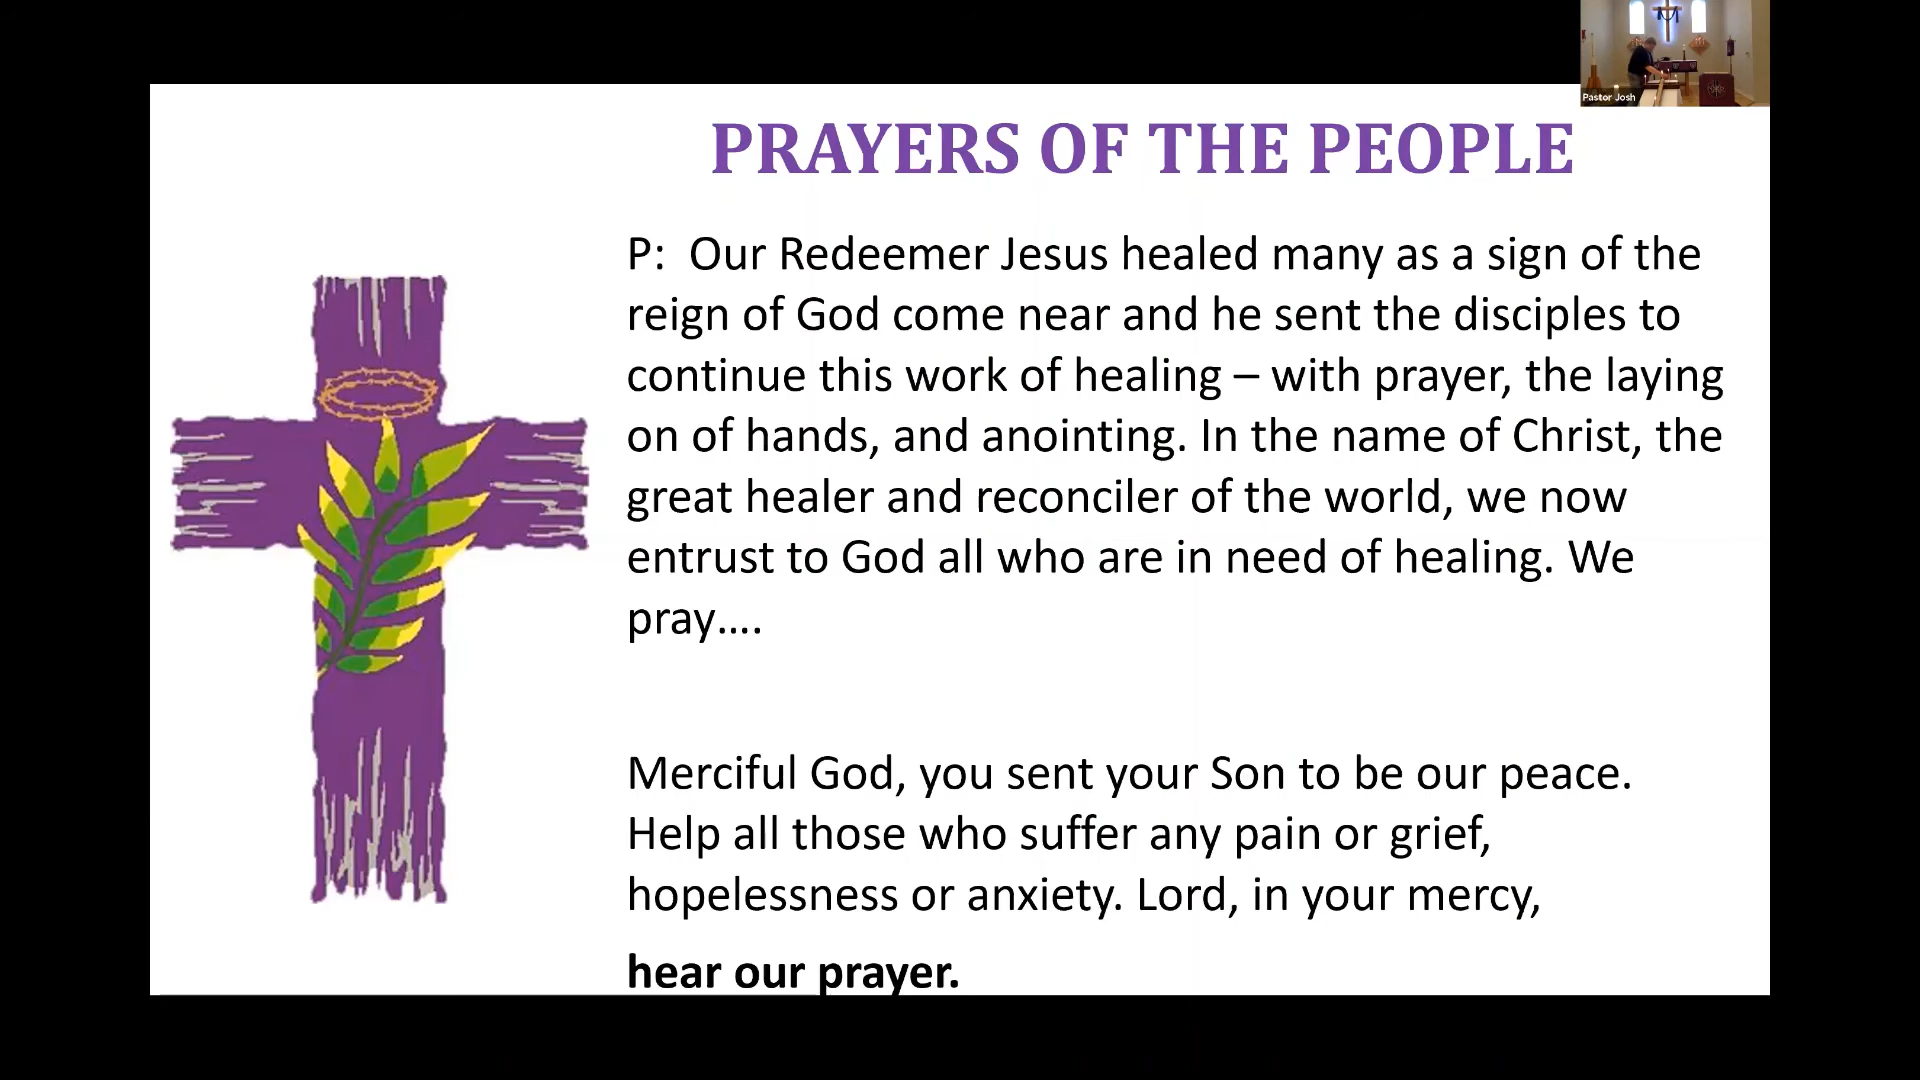 Pastor Josh
PRAYERS OF THE PEOPLE
P:  Our Redeemer Jesus healed many as a sign of the
reign of God come near and he sent the disciples to
continue this work of healing – with prayer, the laying
on of hands, and anointing. In the name of Christ, the
great healer and reconciler of the world, we now
entrust to God all who are in need of healing. We
pray….
Merciful God, you sent your Son to be our peace.
Help all those who suffer any pain or grief,
hopelessness or anxiety. Lord, in your mercy,
hear our prayer.